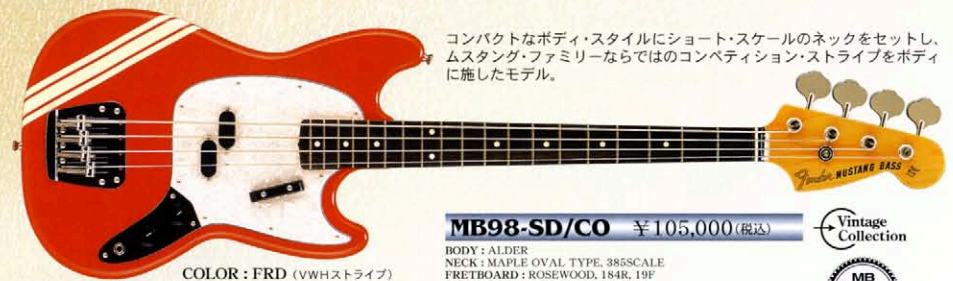 コンパクトなボディ・スタイルにショート・スケールのネックをセットし、
ムスタング・ファミリーならではのコンペティション・ストライプをボディ
に施したモデル。
Fender MUSTANG BASS
MB98-SD/CO ¥105,000(税込)
Vintage
Collection
BODY : ALDER
NECK : MAPLE OVAL TYPE, 385SCALE
FRETBOARD : ROSEWOOD, 184R, 19F
COLOR : FRD (VWHストライプ)
MB